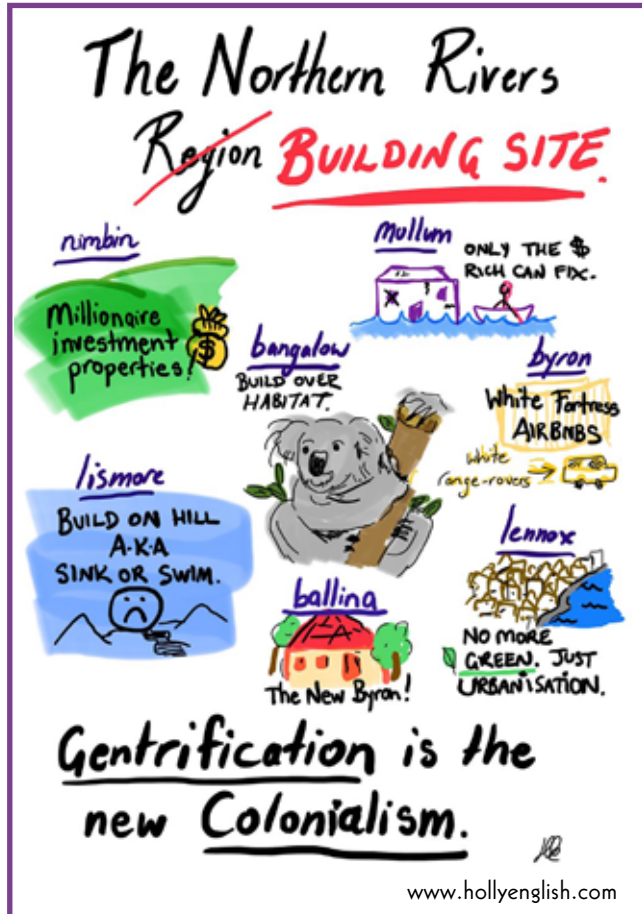 The Northern Rivers
Region BUILDING SITE.
nimbin
Millionaire
investment
properties!
$
mullum
ONLY THE $
RICH CAN FIX.
bangalow
BUILD OVER
HABITAT.
byron
White Fortress
AIRBNBS
white
range-rovers
lismore
BUILD ON HILL
A.K.A
SINK OR SWIM.
lennox
NO MORE
GREEN. JUST
URBANISATION.
ballina
The New Byron!
Gentrification is the
new Colonialism.
www.hollyenglish.com